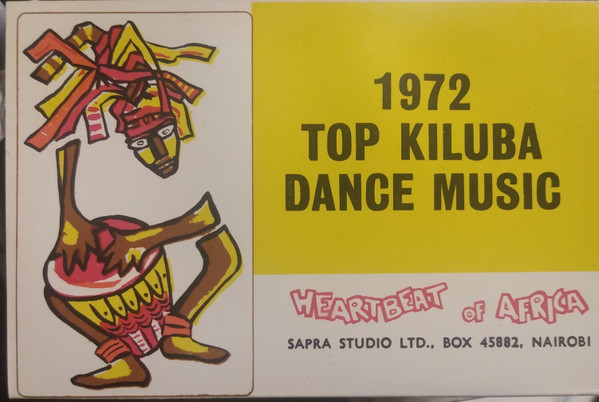 1972
TOP KILUBA
DANCE MUSIC
HEARTBEAT OF AFRICA
SAPRA STUDIO LTD., BOX 45882, NAIROBI